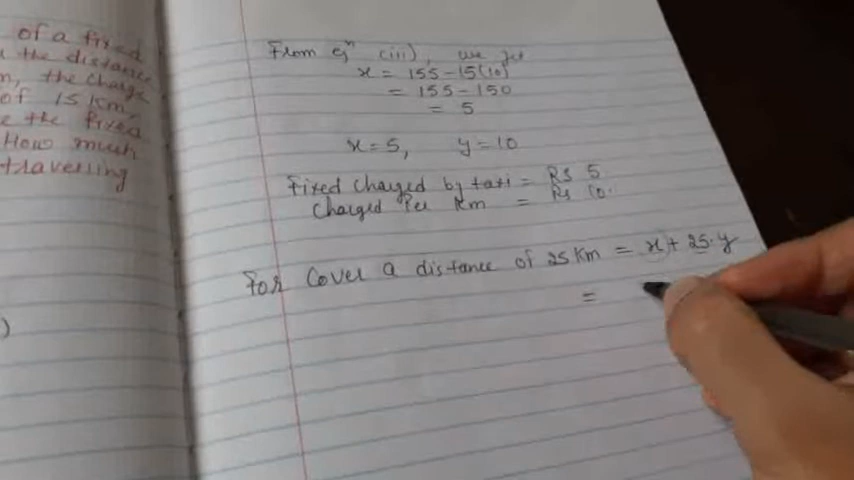 of a fixed
the distance
n, the charge
of 15 Km,
e the fixed
How much
travelling
)
From eqn (iii), we get
x = 155 - 15(10)
= 155 - 150
= 5
x = 5, y = 10
Fixed Charged by taxi = Rs 5
Charged Per Km = Rs 10.
For Cover a distance of 25 Km = x + 25.y
=